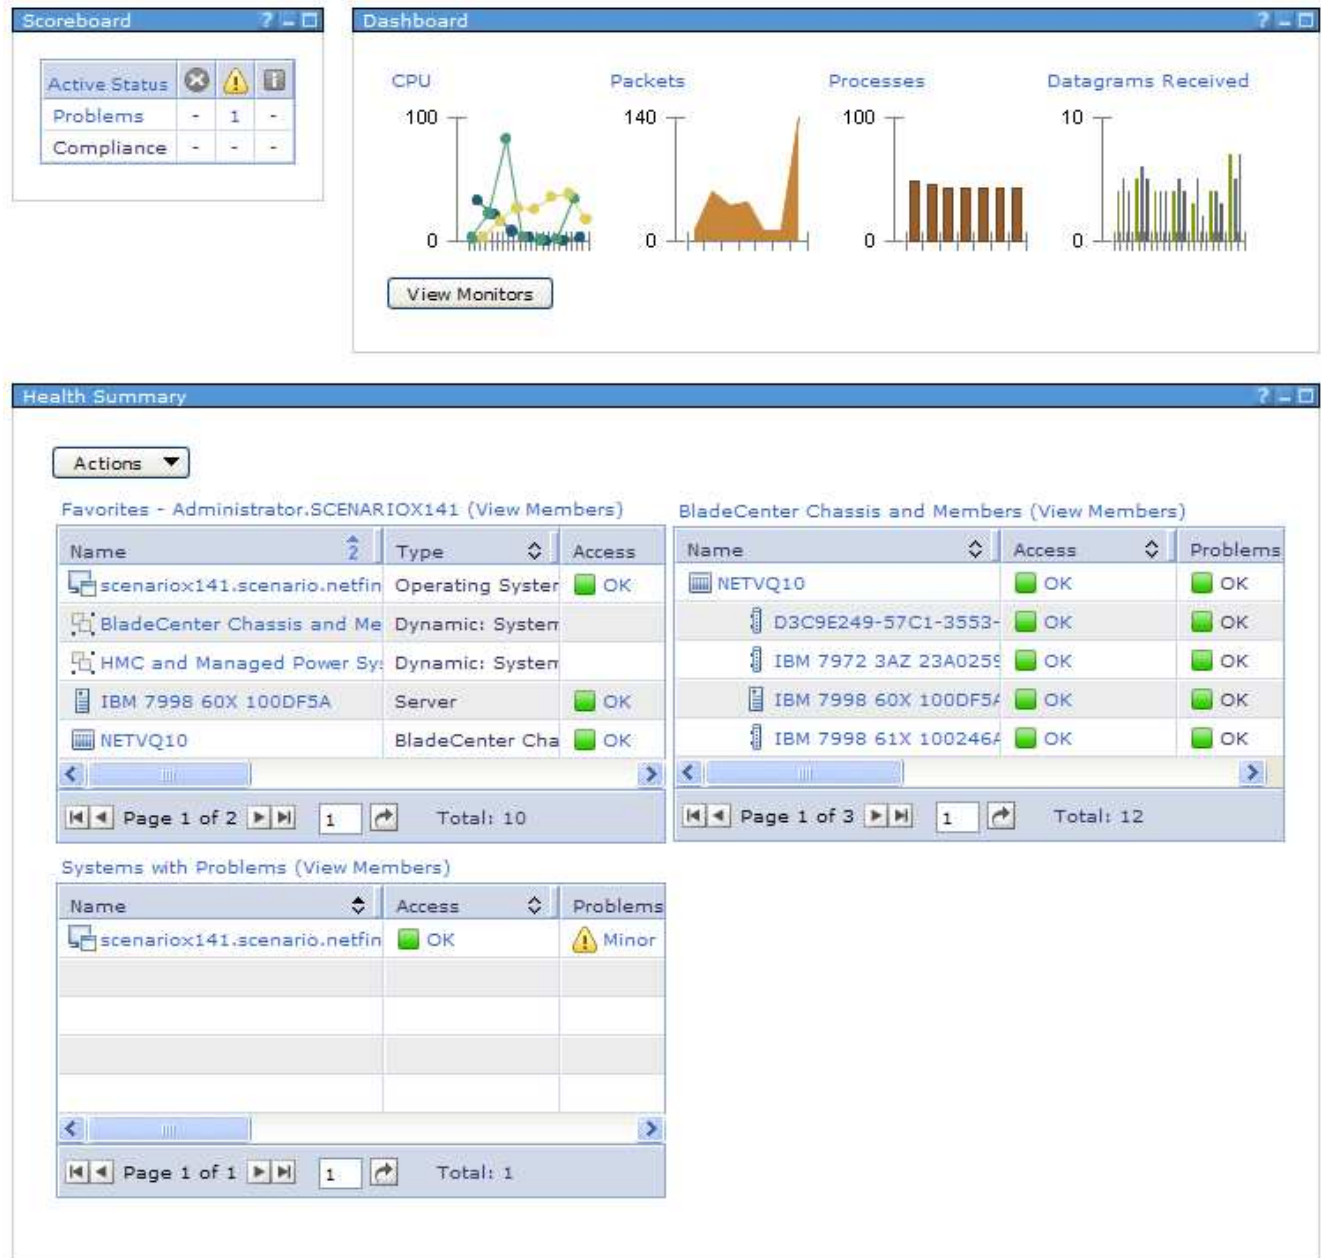 Scoreboard ? Dashboard ?
Active Status
Problems - 1 -
Compliance - - -
CPU Packets Processes Datagrams Received
100 140 100 10
0 0 0 0
View Monitors
Health Summary ?
Actions
Favorites - Administrator.SCENARIOX141 (View Members)
Name 2 Type Access
scenariox141.scenario.netfin Operating System OK
BladeCenter Chassis and Me Dynamic: System
HMC and Managed Power Sys Dynamic: System
IBM 7998 60X 100DF5A Server OK
NETVQ10 BladeCenter Cha OK
Page 1 of 2 1 Total: 10
BladeCenter Chassis and Members (View Members)
Name Access Problems
NETVQ10 OK OK
D3C9E249-57C1-3553- OK OK
IBM 7972 3AZ 23A0259 OK OK
IBM 7998 60X 100DF5A OK OK
IBM 7998 61X 100246A OK OK
Page 1 of 3 1 Total: 12
Systems with Problems (View Members)
Name Access Problems
scenariox141.scenario.netfin OK Minor
Page 1 of 1 1 Total: 1